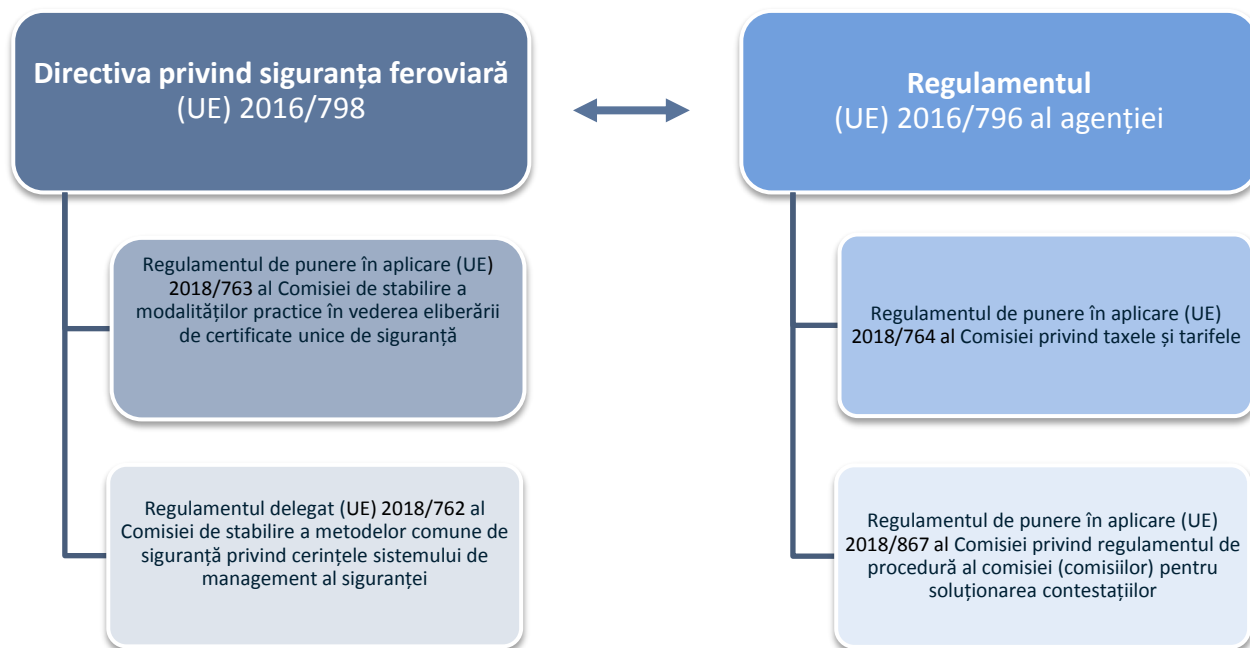 Directiva privind siguranța feroviară
(UE) 2016/798
Regulamentul de punere în aplicare (UE)
2018/763 al Comisiei de stabilire a
modalităților practice în vederea eliberării
de certificate unice de siguranță
Regulamentul delegat (UE) 2018/762 al
Comisiei de stabilire a metodelor comune de
siguranță privind cerințele sistemului de
management al siguranței
Regulamentul
(UE) 2016/796 al agenției
Regulamentul de punere în aplicare (UE)
2018/764 al Comisiei privind taxele și tarifele
Regulamentul de punere în aplicare (UE)
2018/867 al Comisiei privind regulamentul de
procedură al comisiei (comisiilor) pentru
soluționarea contestațiilor